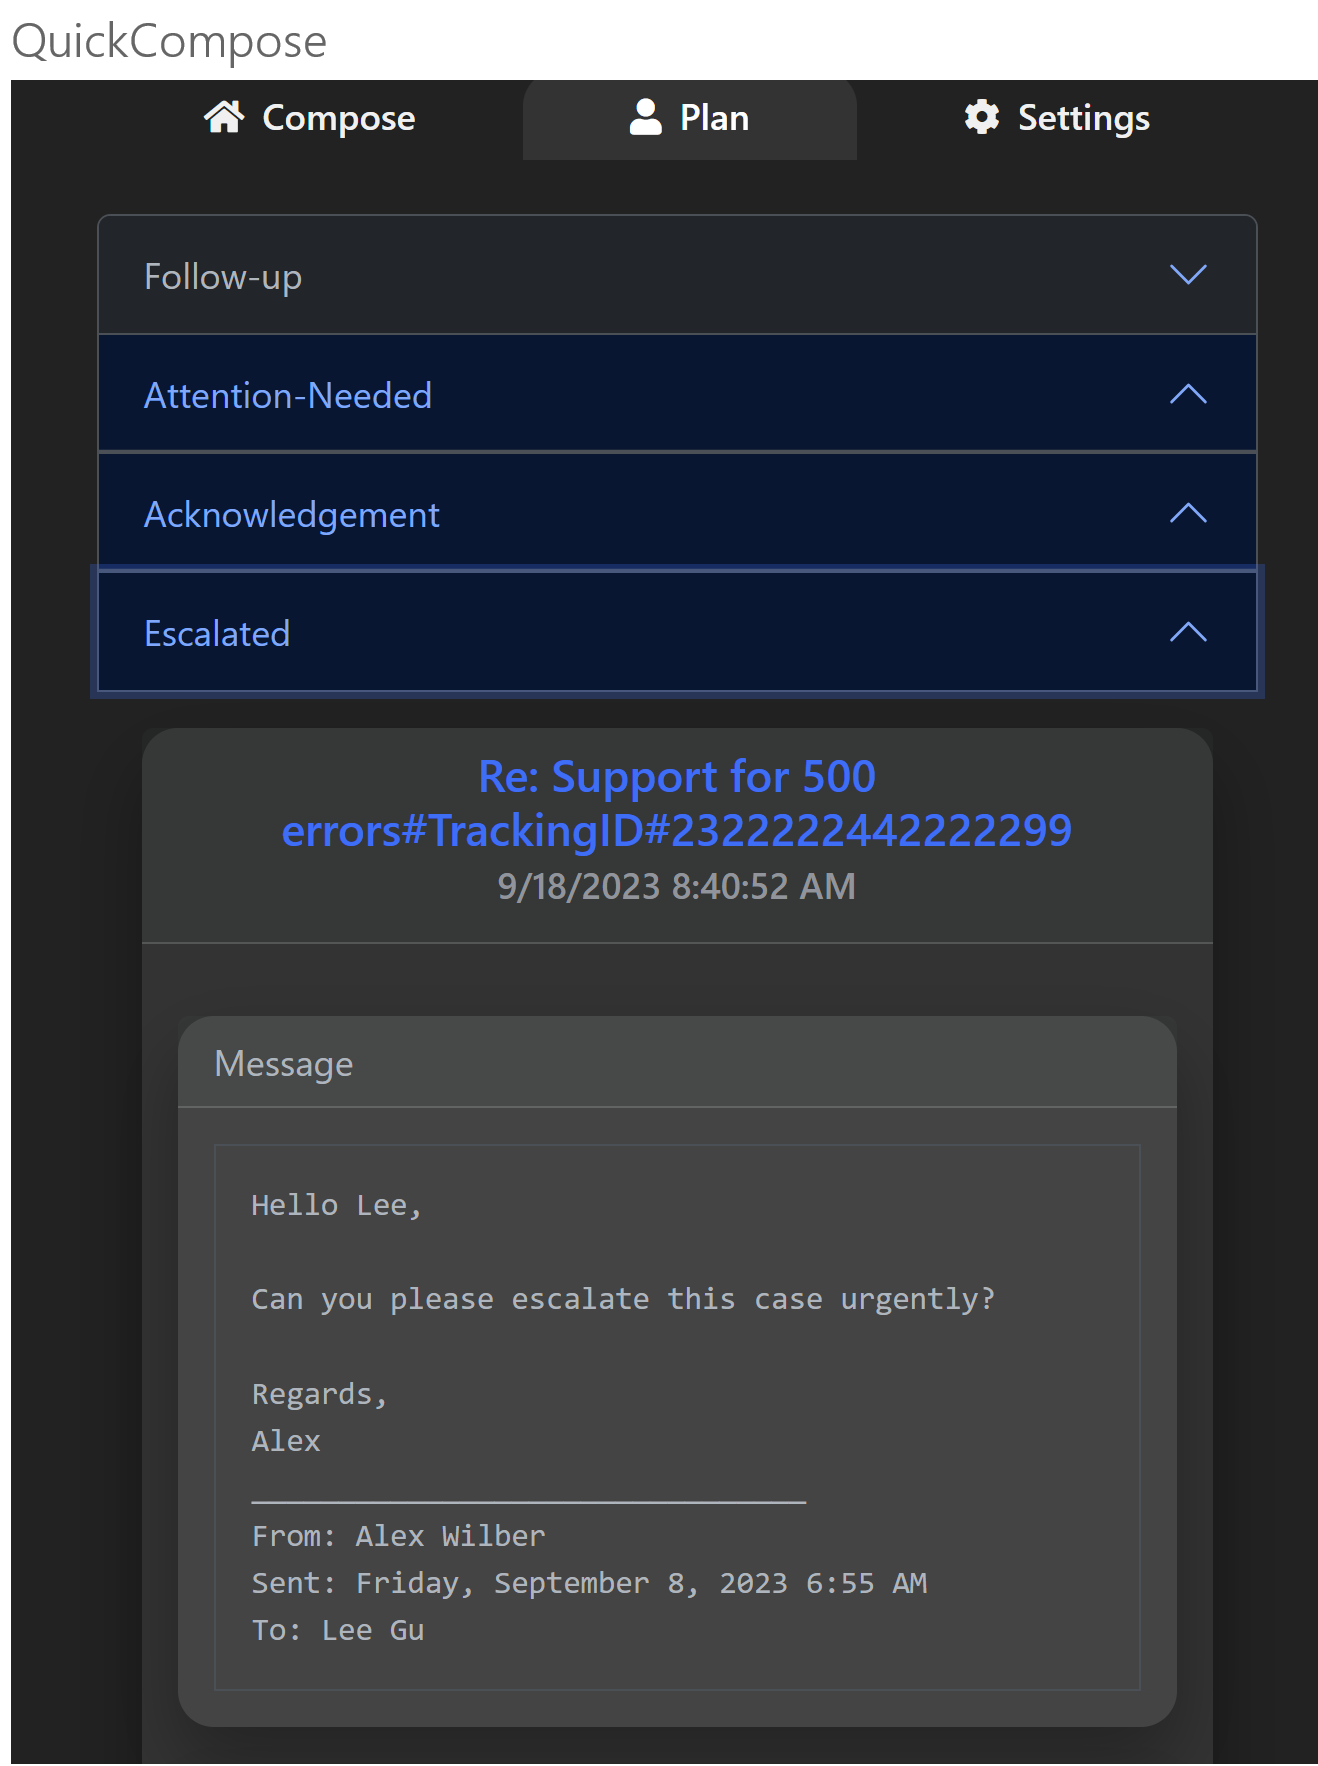 QuickCompose
Compose
Plan
Settings
Follow-up
Attention-Needed
Acknowledgement
Escalated
Re: Support for 500
errors#TrackingID#2322222442222299
9/18/2023 8:40:52 AM
Message
Hello Lee,
Can you please escalate this case urgently?
Regards,
Alex
________________________________
From: Alex Wilber
Sent: Friday, September 8, 2023 6:55 AM
To: Lee Gu